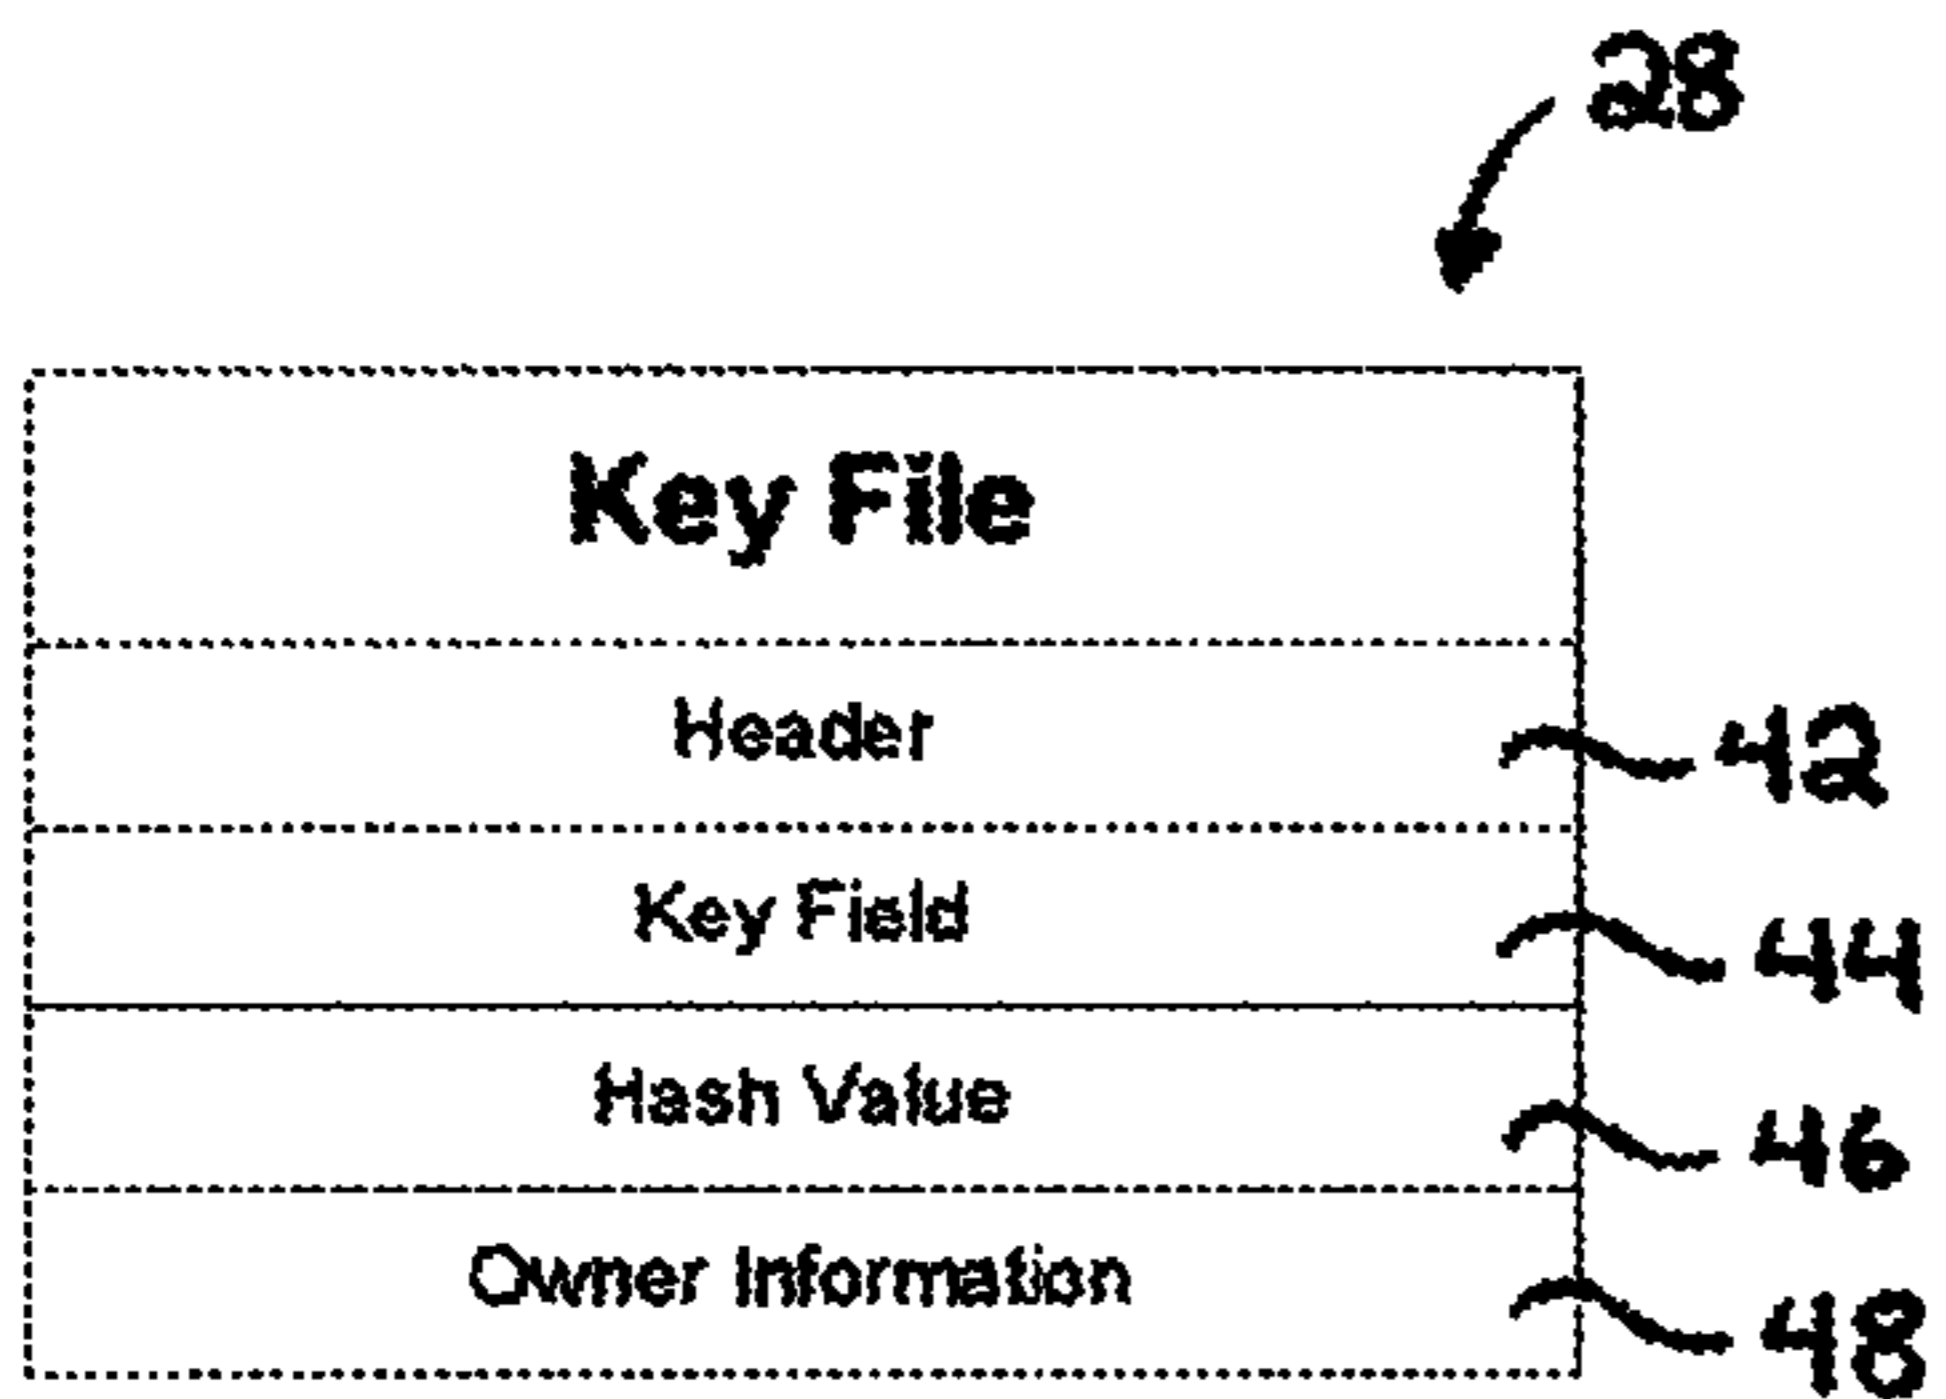 28
Key File
Header 42
Key Field 44
Hash Value 46
Owner Information 48